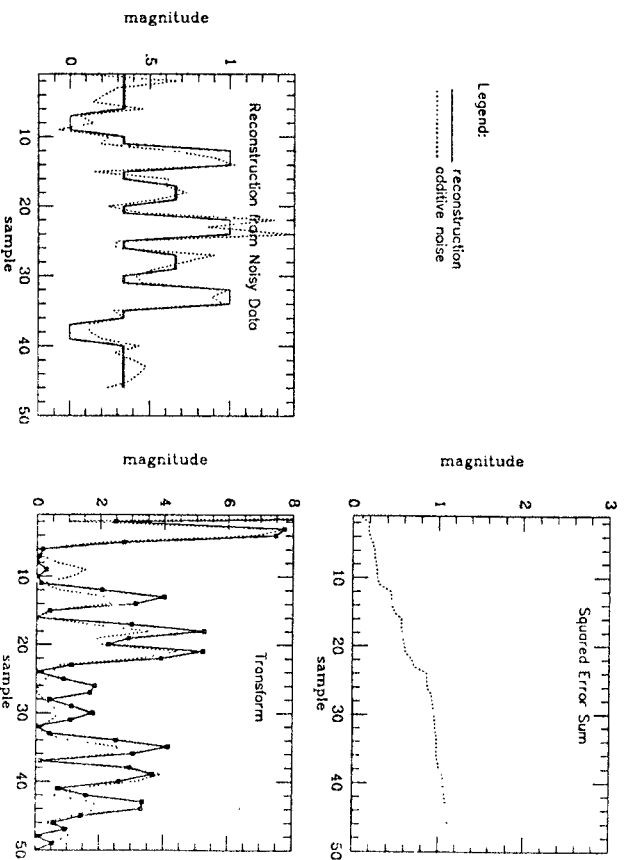 magnitude
0
.5
1
Reconstruction from Noisy Data
10
20
30
40
50
sample
Legend:
reconstruction
additive noise
magnitude
0
1
2
3
Squared Error Sum
10
20
30
40
50
sample
magnitude
0
2
4
6
8
Transform
10
20
30
40
50
sample